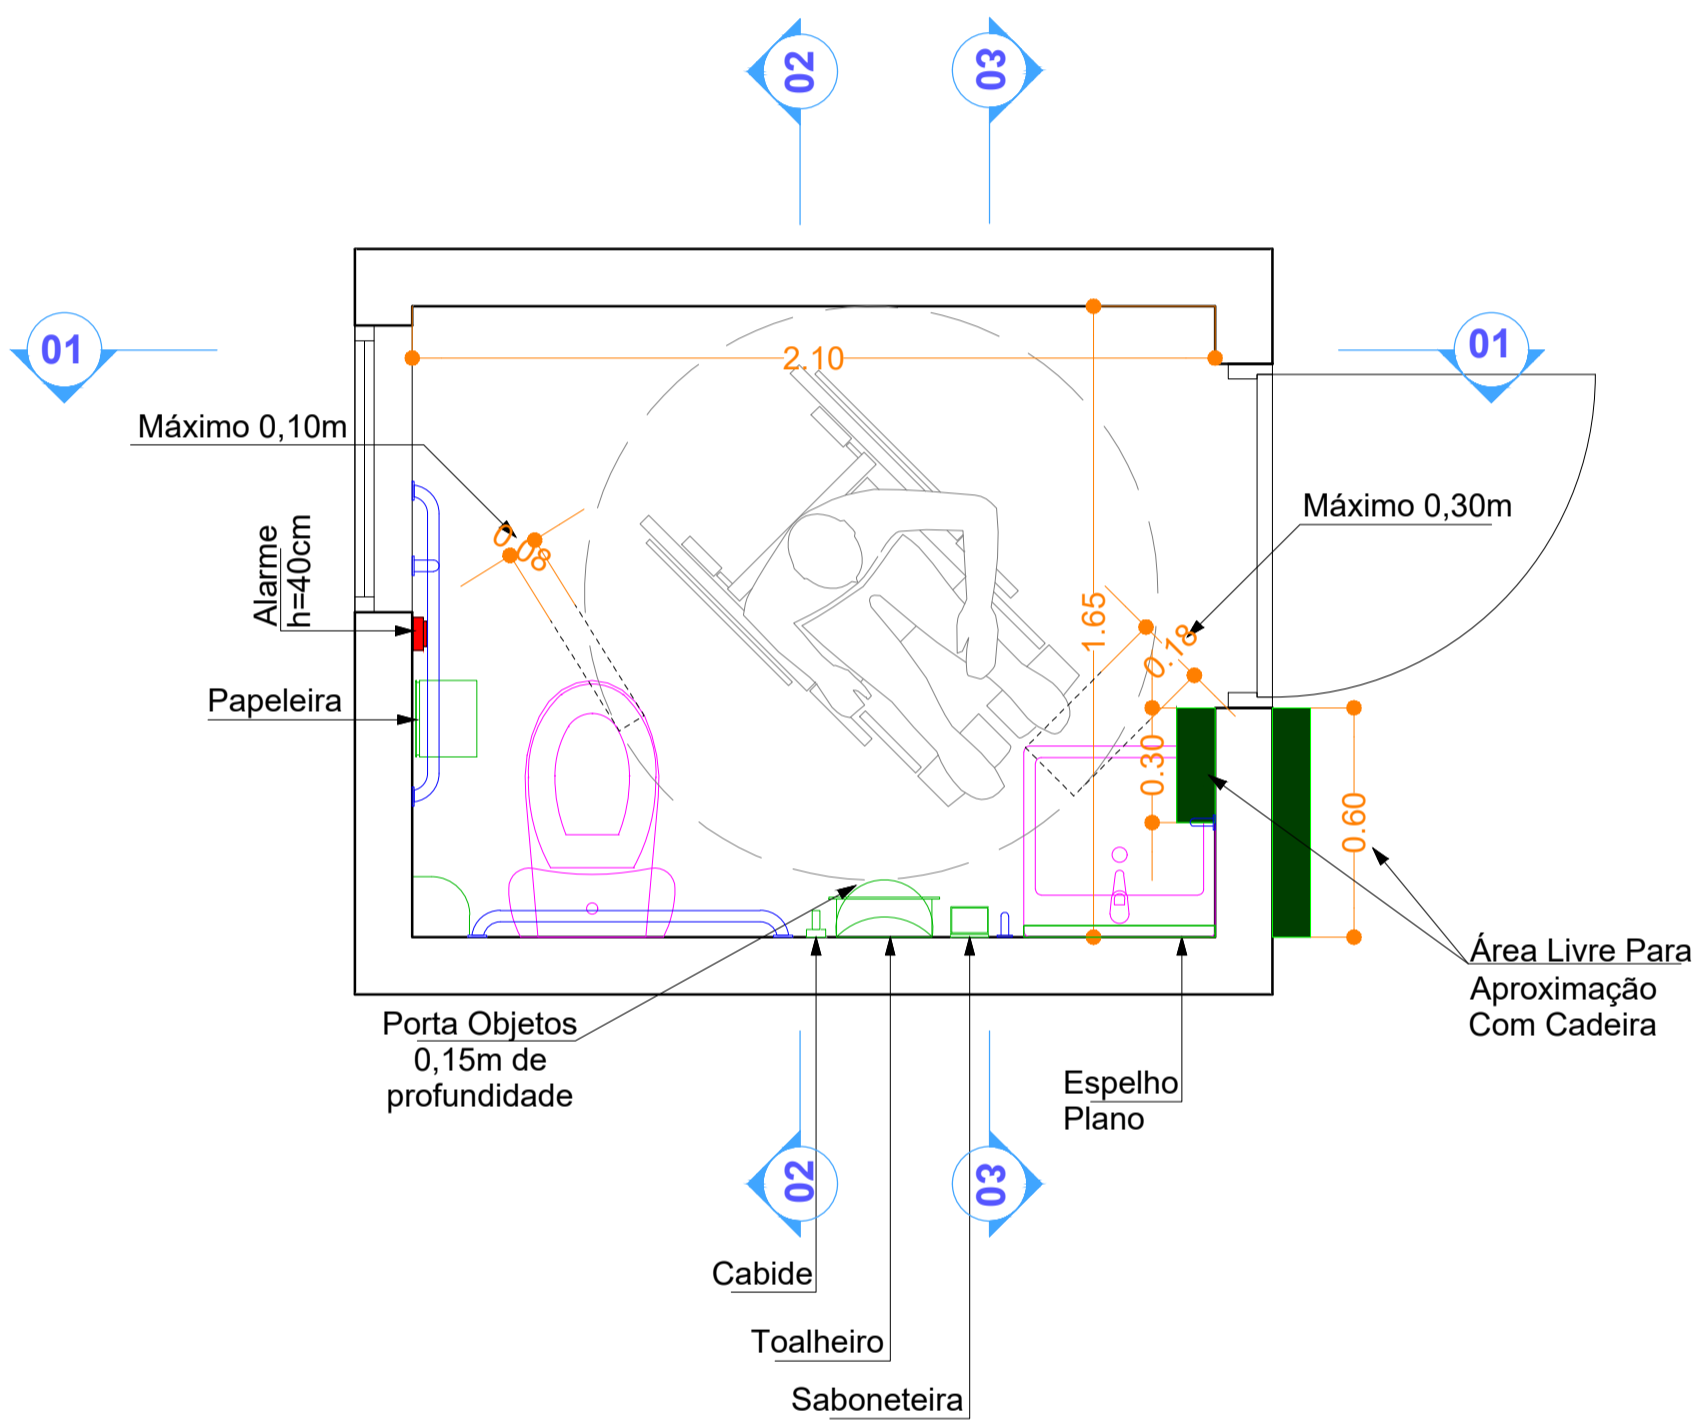 02
03
01
01
2.10
Máximo 0,10m
Máximo 0,30m
0.08
Alarme
h=40cm
1.65
0.18
Papeleira
0.30
0.60
Área Livre Para
Aproximação
Com Cadeira
Porta Objetos
0,15m de
profundidade
Espelho
Plano
02
03
Cabide
Toalheiro
Saboneteira